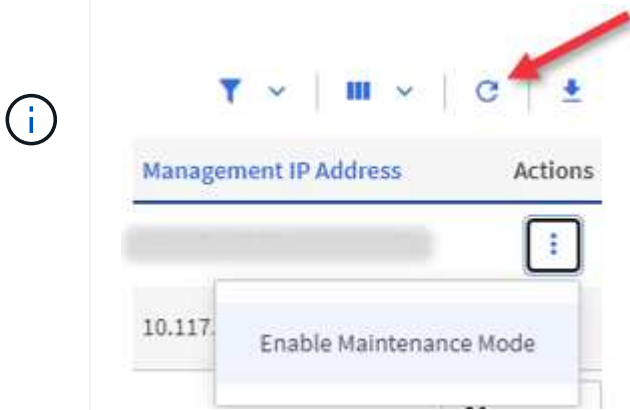 Management IP Address Actions
10.117.
Enable Maintenance Mode